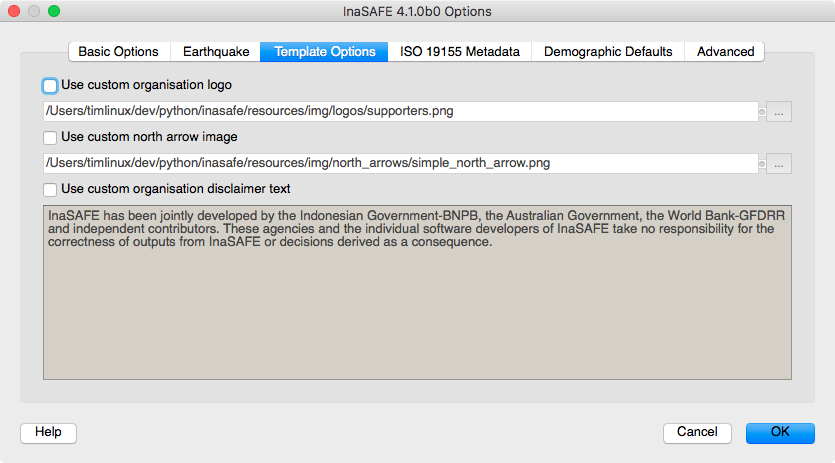 InaSAFE 4.1.0b0 Options
Basic Options Earthquake Template Options ISO 19155 Metadata Demographic Defaults Advanced
Use custom organisation logo
/Users/timlinux/dev/python/inasafe/resources/img/logos/supporters.png ...
Use custom north arrow image
/Users/timlinux/dev/python/inasafe/resources/img/north_arrows/simple_north_arrow.png ...
Use custom organisation disclaimer text
InaSAFE has been jointly developed by the Indonesian Government-BNPB, the Australian Government, the World Bank-GFDRR
and independent contributors. These agencies and the individual software developers of InaSAFE take no responsibility for the
correctness of outputs from InaSAFE or decisions derived as a consequence.
Help Cancel OK